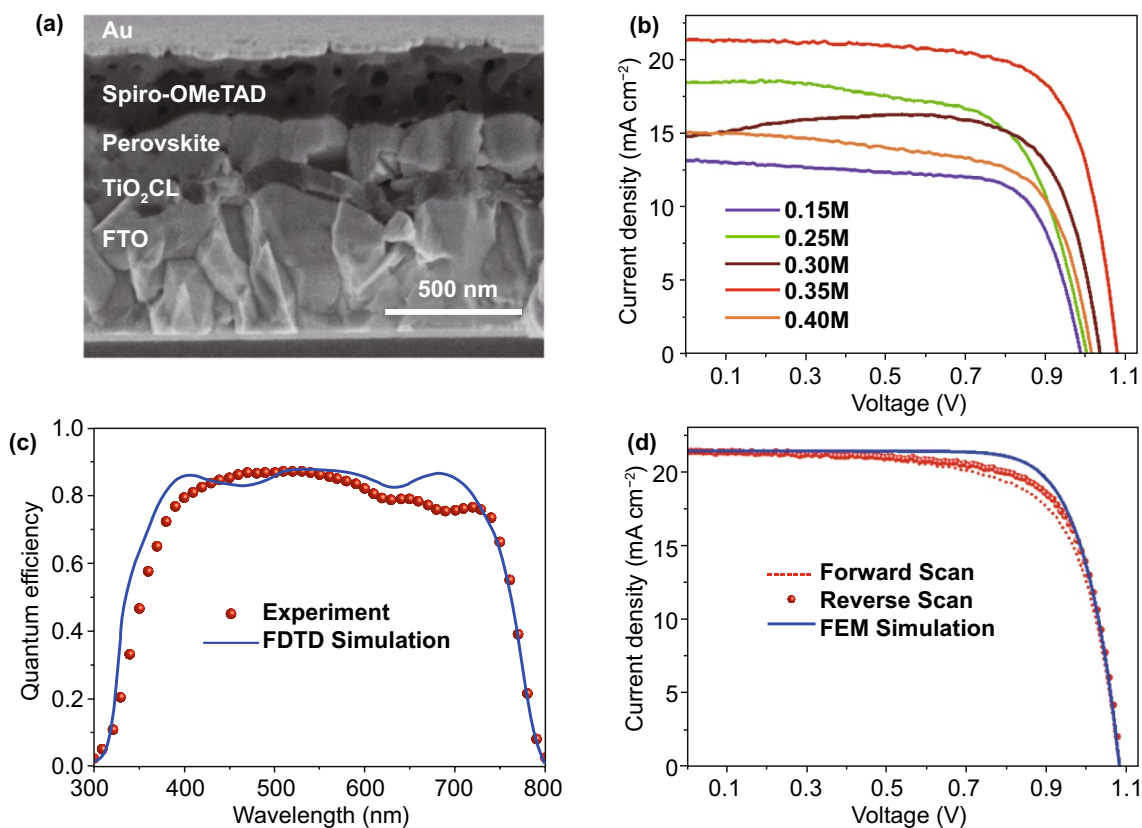 (a)
Au
Spiro-OMeTAD
Perovskite
TiO₂CL
FTO
500 nm
(b)
Current density (mA cm⁻²)
20
15
10
5
0
0.15M
0.25M
0.30M
0.35M
0.40M
0.1 0.3 0.5 0.7 0.9 1.1
Voltage (V)
(c)
Quantum efficiency
1.0
0.8
0.6
0.4
0.2
0.0
Experiment
FDTD Simulation
300 400 500 600 700 800
Wavelength (nm)
(d)
Current density (mA cm⁻²)
20
15
10
5
0
Forward Scan
Reverse Scan
FEM Simulation
0.1 0.3 0.5 0.7 0.9 1.1
Voltage (V)